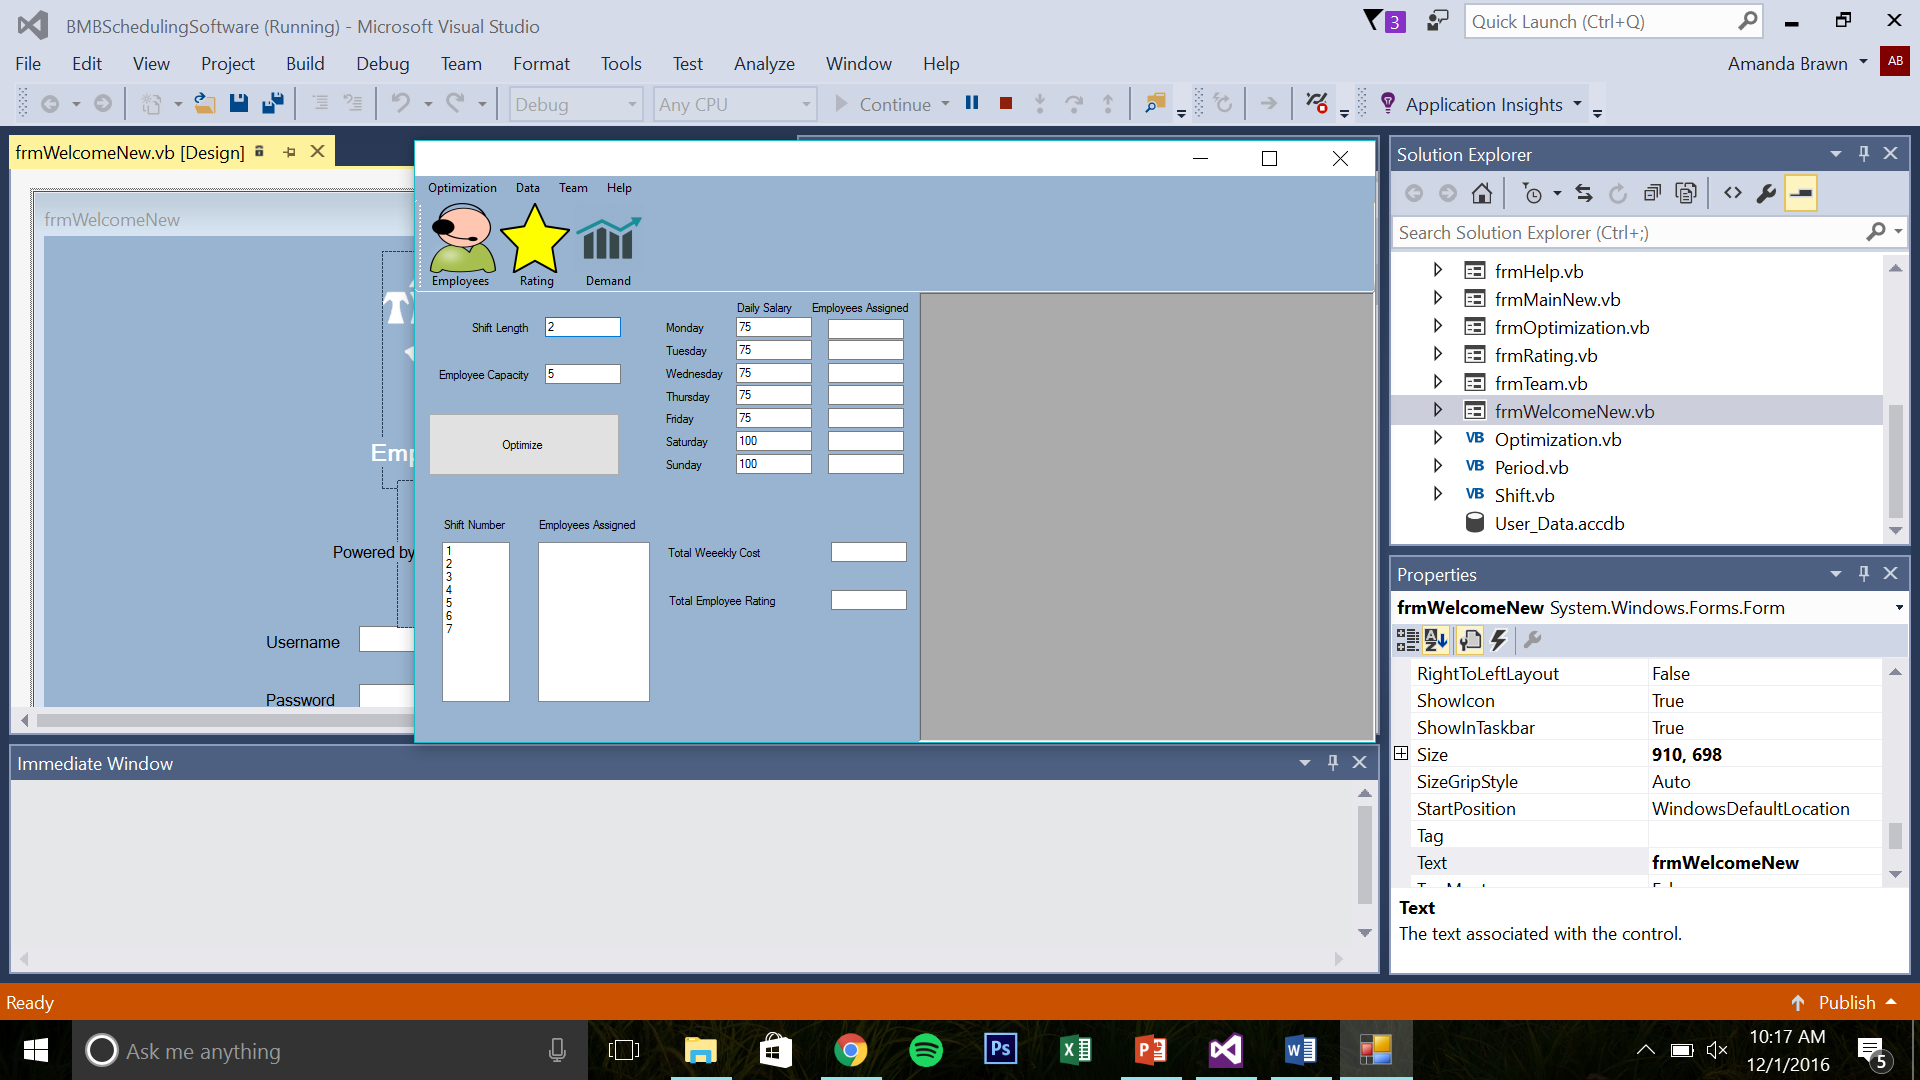 BMBSchedulingSoftware (Running) - Microsoft Visual Studio
3
Quick Launch (Ctrl+Q)
File Edit View Project Build Debug Team Format Tools Test Analyze Window Help
Amanda Brawn
AB
Debug
Any CPU
Continue
Application Insights
frmWelcomeNew.vb [Design]
frmWelcomeNew
Emp
Powered by
Username
Password
Optimization Data Team Help
Employees Rating Demand
Daily Salary Employees Assigned
Shift Length 2
Employee Capacity 5
Optimize
Monday 75
Tuesday 75
Wednesday 75
Thursday 75
Friday 75
Saturday 100
Sunday 100
Shift Number Employees Assigned
1
2
3
4
5
6
7
Total Weeekly Cost
Total Employee Rating
Immediate Window
Solution Explorer
Search Solution Explorer (Ctrl+;)
frmHelp.vb
frmMainNew.vb
frmOptimization.vb
frmRating.vb
frmTeam.vb
frmWelcomeNew.vb
VB Optimization.vb
VB Period.vb
VB Shift.vb
User_Data.accdb
Properties
frmWelcomeNew System.Windows.Forms.Form
RightToLeftLayout False
ShowIcon True
ShowInTaskbar True
Size 910, 698
SizeGripStyle Auto
StartPosition WindowsDefaultLocation
Tag
Text frmWelcomeNew
Text
The text associated with the control.
Ready
Publish
Ask me anything
Ps
10:17 AM
12/1/2016
5